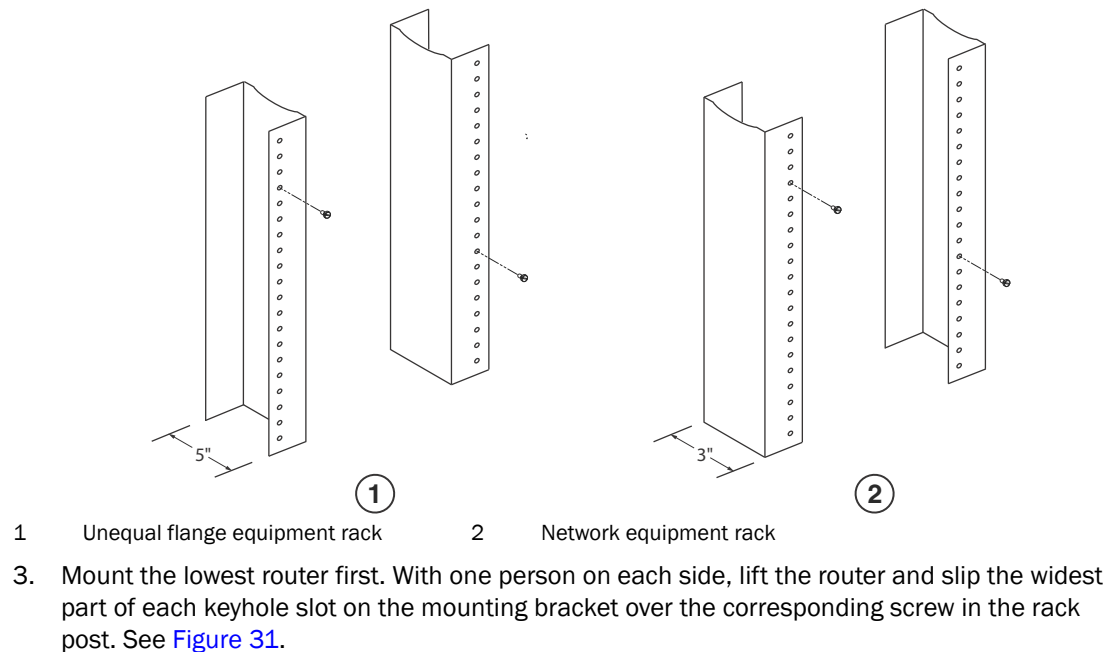 5"
3"
1
2
1 Unequal flange equipment rack 2 Network equipment rack
3. Mount the lowest router first. With one person on each side, lift the router and slip the widest
part of each keyhole slot on the mounting bracket over the corresponding screw in the rack
post. See Figure 31.